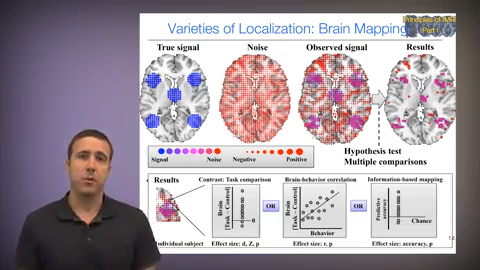 Varieties of Localization: Brain Mapping
Principles of fMRI
Part I
True signal
Noise
Observed signal
Results
Signal
Noise
Negative
Positive
Hypothesis test
Multiple comparisons
Results
Individual subject
Contrast: Task comparison
Brain
[Task – Control]
0
Effect size: d, Z, p
OR
Brain-behavior correlation
Brain
[Task – Control]
Behavior
Effect size: r, p
OR
Information-based mapping
Predictive
accuracy
Chance
Effect size: accuracy, p
14